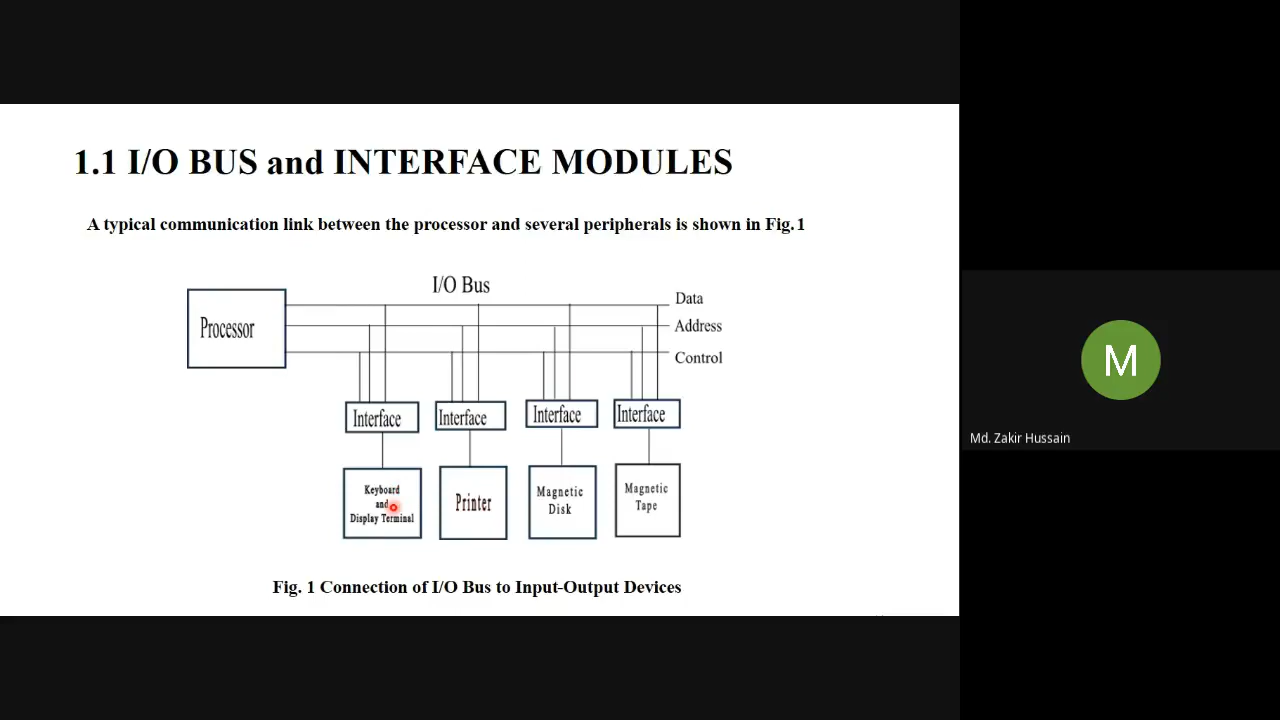 1.1 I/O BUS and INTERFACE MODULES
A typical communication link between the processor and several peripherals is shown in Fig.1
I/O Bus
Data
Processor
Address
Control
Interface
Interface
Interface
Interface
Keyboard
and
Display Terminal
Printer
Magnetic
Disk
Magnetic
Tape
Fig. 1 Connection of I/O Bus to Input-Output Devices
M
Md. Zakir Hussain